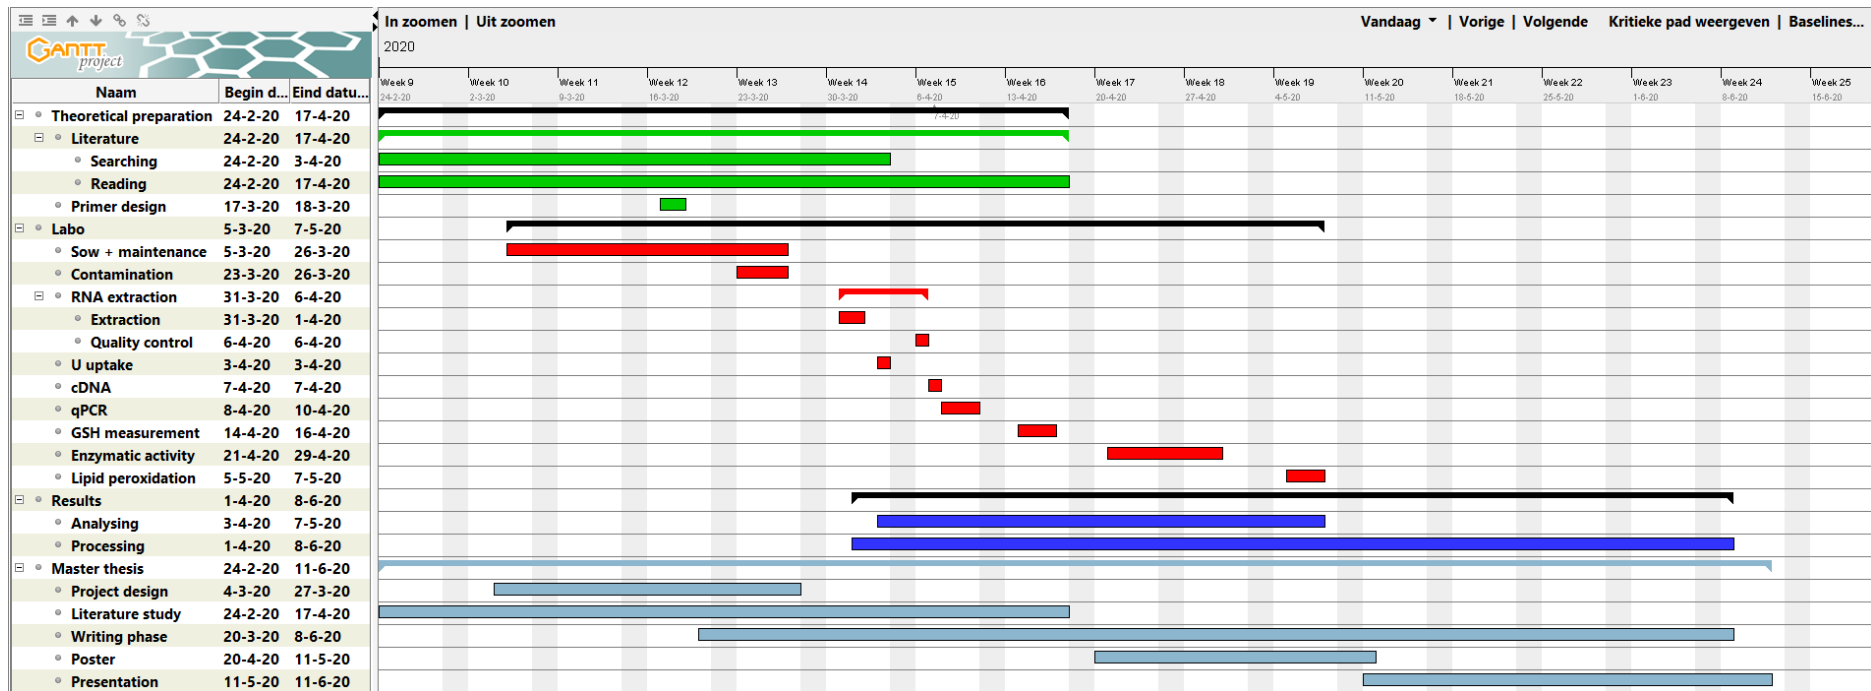 In zoomen | Uit zoomen Vandaag | Vorige | Volgende Kritieke pad weergeven | Baselines...
GANTT project
2020
Week 9 Week 10 Week 11 Week 12 Week 13 Week 14 Week 15 Week 16 Week 17 Week 18 Week 19 Week 20 Week 21 Week 22 Week 23 Week 24 Week 25
24-2-20 2-3-20 9-3-20 16-3-20 23-3-20 30-3-20 6-4-20 13-4-20 20-4-20 27-4-20 4-5-20 11-5-20 18-5-20 25-5-20 1-6-20 8-6-20 15-6-20
7-4-20
Naam Begin d... Eind datu...
Theoretical preparation 24-2-20 17-4-20
Literature 24-2-20 17-4-20
Searching 24-2-20 3-4-20
Reading 24-2-20 17-4-20
Primer design 17-3-20 18-3-20
Labo 5-3-20 7-5-20
Sow + maintenance 5-3-20 26-3-20
Contamination 23-3-20 26-3-20
RNA extraction 31-3-20 6-4-20
Extraction 31-3-20 1-4-20
Quality control 6-4-20 6-4-20
U uptake 3-4-20 3-4-20
cDNA 7-4-20 7-4-20
qPCR 8-4-20 10-4-20
GSH measurement 14-4-20 16-4-20
Enzymatic activity 21-4-20 29-4-20
Lipid peroxidation 5-5-20 7-5-20
Results 1-4-20 8-6-20
Analysing 3-4-20 7-5-20
Processing 1-4-20 8-6-20
Master thesis 24-2-20 11-6-20
Project design 4-3-20 27-3-20
Literature study 24-2-20 17-4-20
Writing phase 20-3-20 8-6-20
Poster 20-4-20 11-5-20
Presentation 11-5-20 11-6-20